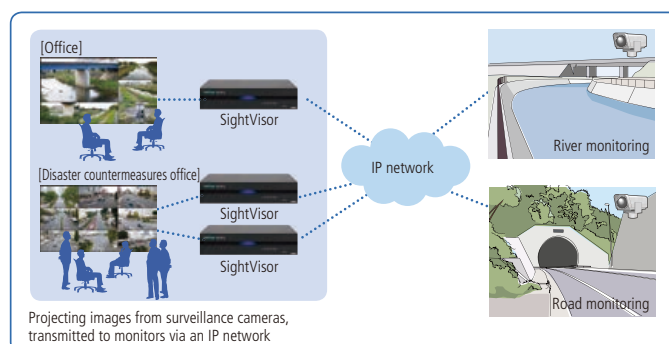 [Office]
SightVisor
[Disaster countermeasures office]
SightVisor
SightVisor
IP network
River monitoring
Road monitoring
Projecting images from surveillance cameras,
transmitted to monitors via an IP network